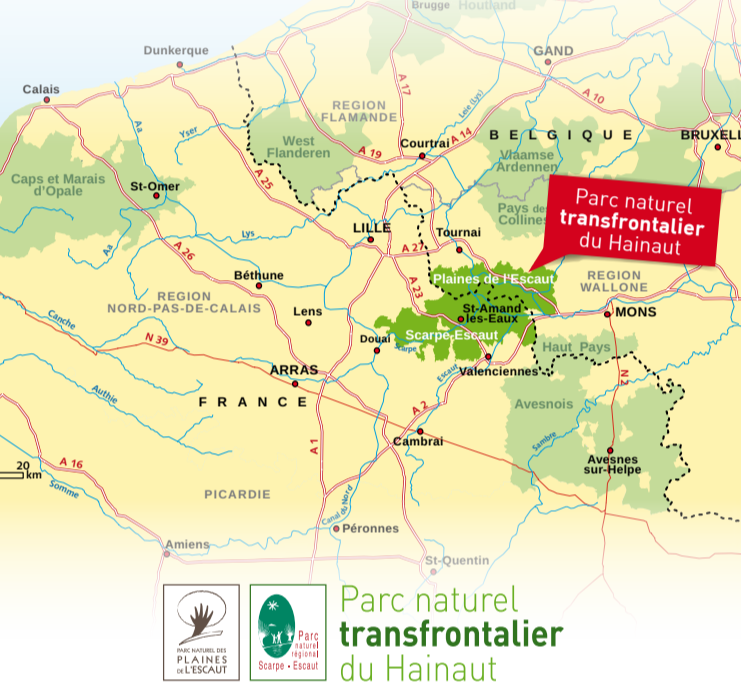 Brugge
Houtland
Dunkerque
GAND
Calais
A 17
A 10
Aa
Yser
REGION
FLAMANDE
Leie (Lys)
A 14
BELGIQUE
BRUXELL
West
Flanderen
A 19
Courtrai
Vlaamse
Ardennen
Caps et Marais
d'Opale
St-Omer
A 25
Parc naturel
transfrontalier
du Hainaut
Pays des
Collines
Lys
LILLE
Tournai
A 27
Aa
A 26
Béthune
A 23
Plaines de l'Escaut
REGION
WALLONE
REGION
NORD-PAS-DE-CALAIS
Lens
St-Amand
les-Eaux
MONS
Canche
N 39
Douai
Scarpe
Scarpe-Escaut
Haut Pays
ARRAS
Escaut
Valenciennes
N 2
Authie
FRANCE
A 2
Avesnois
A 1
Cambrai
Sambre
Avesnes
sur-Helpe
20
km
A 16
Somme
PICARDIE
Canal du Nord
Péronnes
Amiens
St-Quentin
PARC NATUREL DES
PLAINES
DE L'ESCAUT
Parc
naturel
régional
Scarpe • Escaut
Parc naturel
transfrontalier
du Hainaut